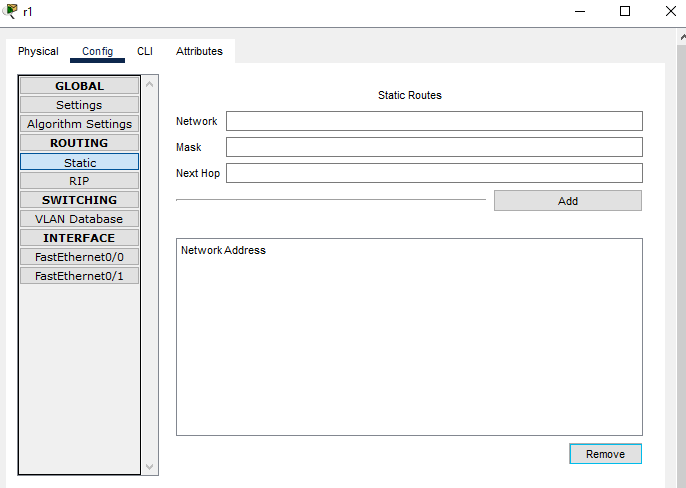 r1
Physical Config CLI Attributes
GLOBAL
Settings
Algorithm Settings
ROUTING
Static
RIP
SWITCHING
VLAN Database
INTERFACE
FastEthernet0/0
FastEthernet0/1
Static Routes
Network
Mask
Next Hop
Add
Network Address
Remove